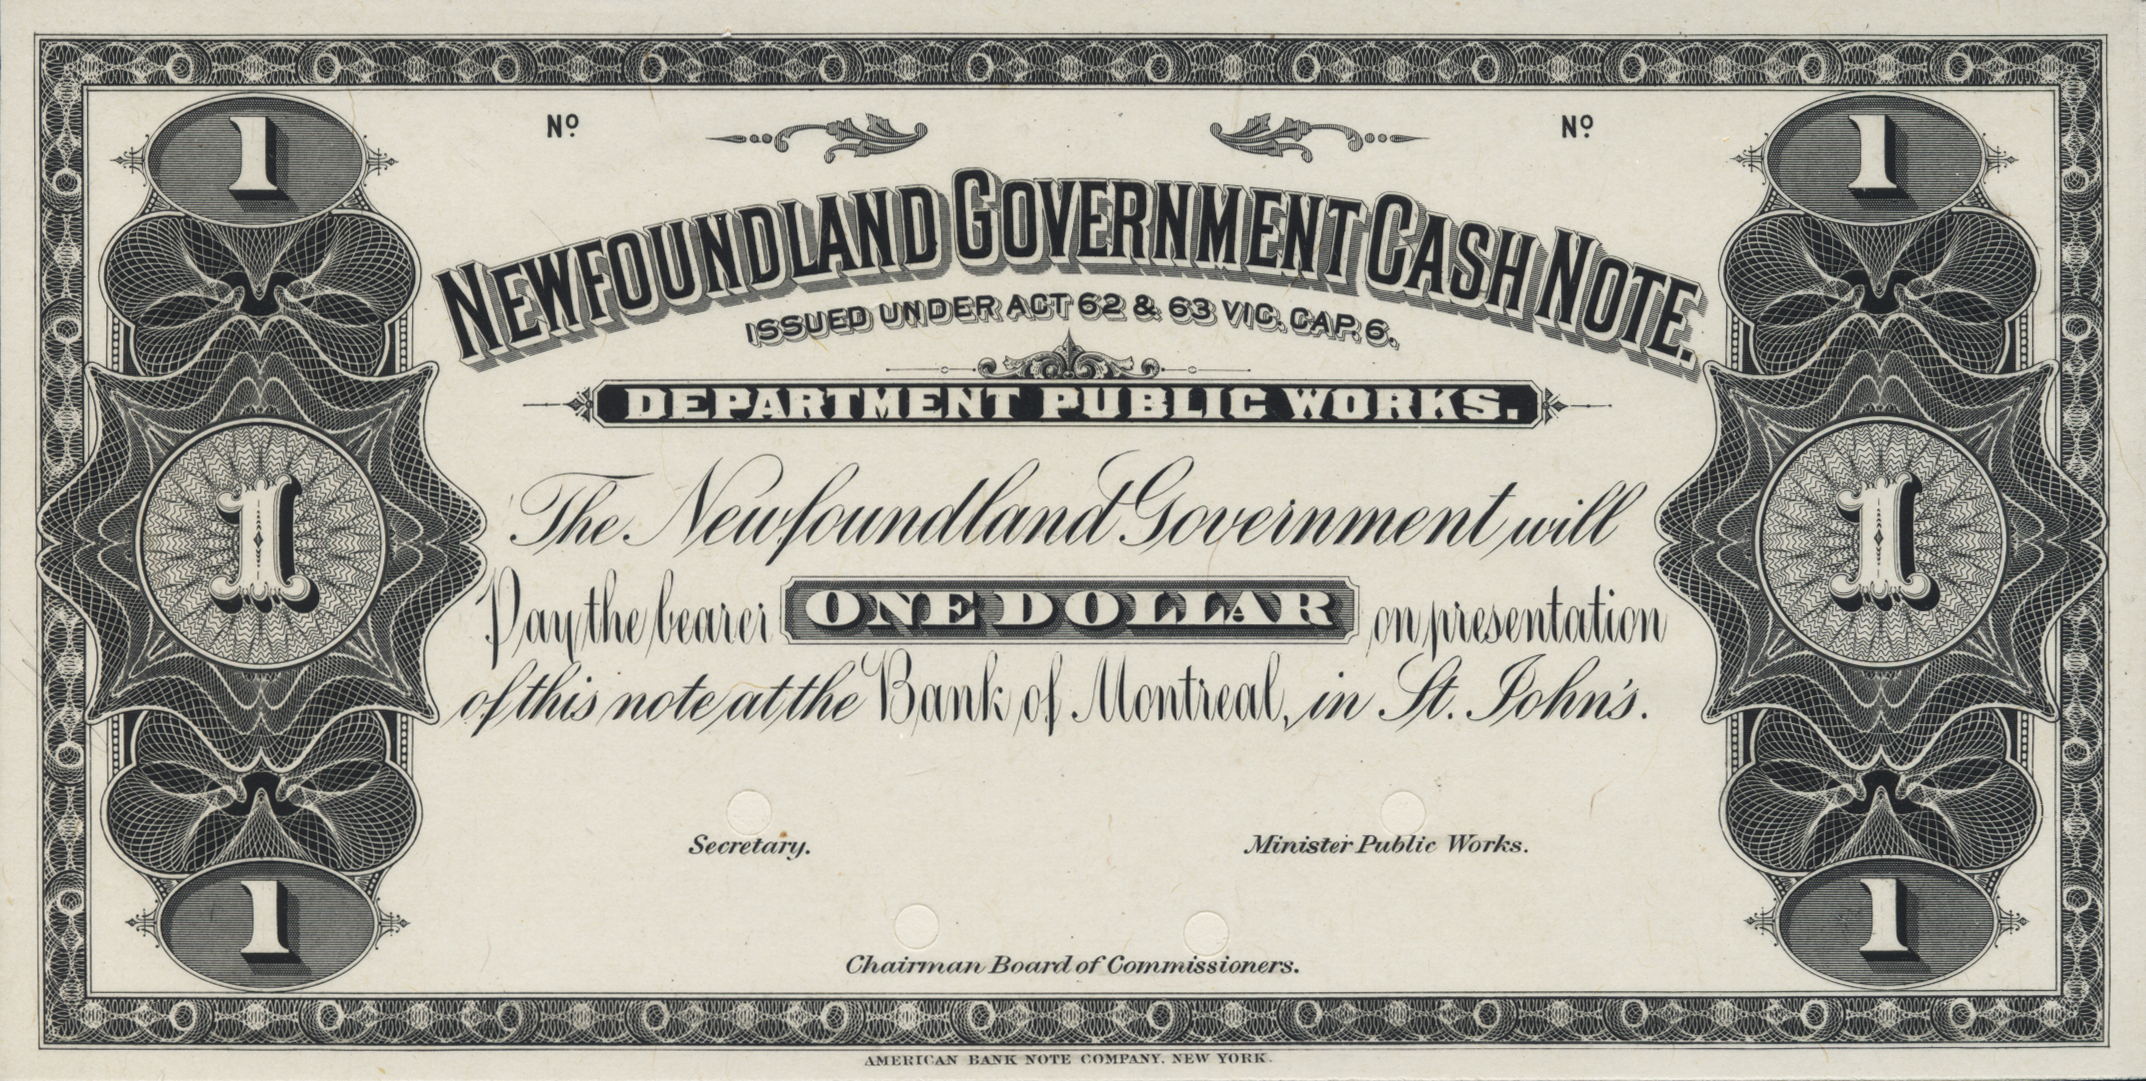 1 Nº Nº 1
NEWFOUNDLAND GOVERNMENT CASH NOTE.
ISSUED UNDER ACT 62 & 63 VIC. CAP. 6.
DEPARTMENT PUBLIC WORKS.
The Newfoundland Government will
1 Pay the bearer ONE DOLLAR on presentation 1
of this note at the Bank of Montreal, in St. John's.
Secretary. Minister Public Works.
1 1
Chairman Board of Commissioners.
AMERICAN BANK NOTE COMPANY. NEW YORK.